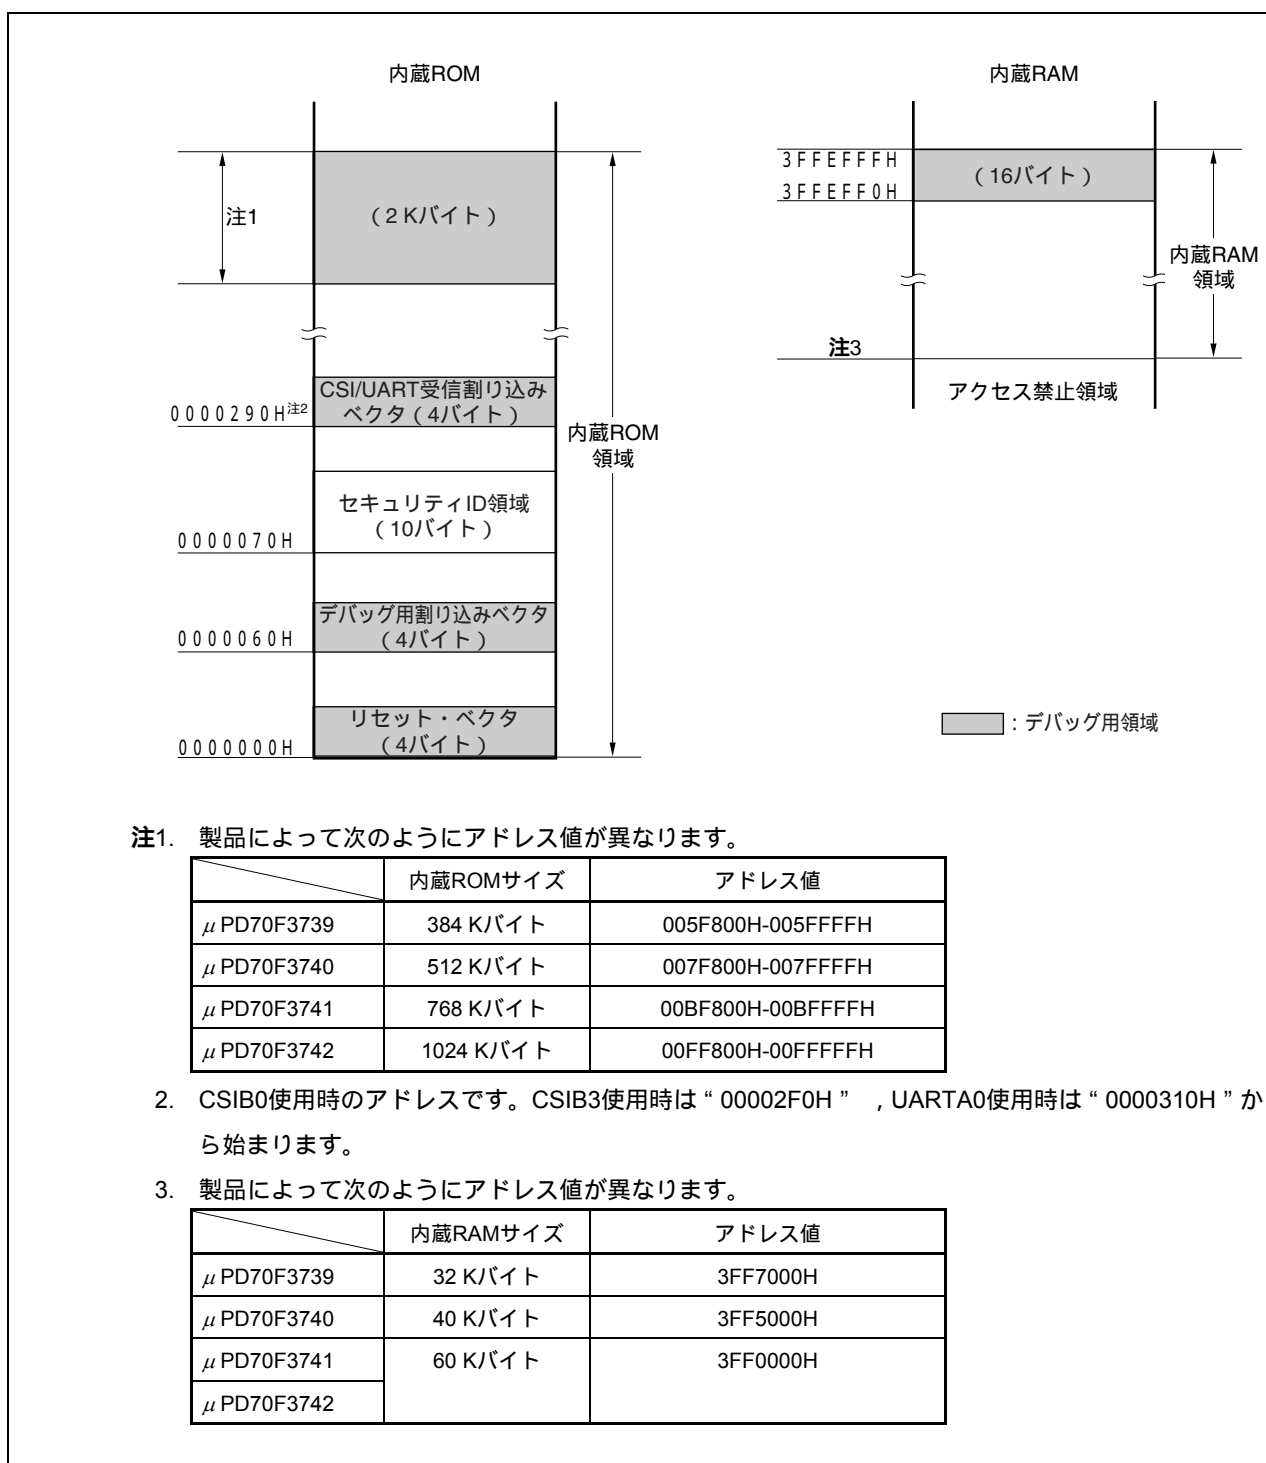 内蔵ROM
注1
（2 Kバイト）
CSI/UART受信割り込み
ベクタ（4バイト）
0000290H注2
セキュリティID領域
（10バイト）
0000070H
デバッグ用割り込みベクタ
（4バイト）
0000060H
リセット・ベクタ
（4バイト）
0000000H
内蔵ROM
領域
内蔵RAM
3FFEFFFH
3FFEFF0H
（16バイト）
内蔵RAM
領域
注3
アクセス禁止領域
：デバッグ用領域
注1. 製品によって次のようにアドレス値が異なります。
内蔵ROMサイズ アドレス値
μPD70F3739 384 Kバイト 005F800H-005FFFFH
μPD70F3740 512 Kバイト 007F800H-007FFFFH
μPD70F3741 768 Kバイト 00BF800H-00BFFFFH
μPD70F3742 1024 Kバイト 00FF800H-00FFFFFH
2. CSIB0使用時のアドレスです。CSIB3使用時は“00002F0H”，UARTA0使用時は“0000310H”か
ら始まります。
3. 製品によって次のようにアドレス値が異なります。
内蔵RAMサイズ アドレス値
μPD70F3739 32 Kバイト 3FF7000H
μPD70F3740 40 Kバイト 3FF5000H
μPD70F3741 60 Kバイト 3FF0000H
μPD70F3742